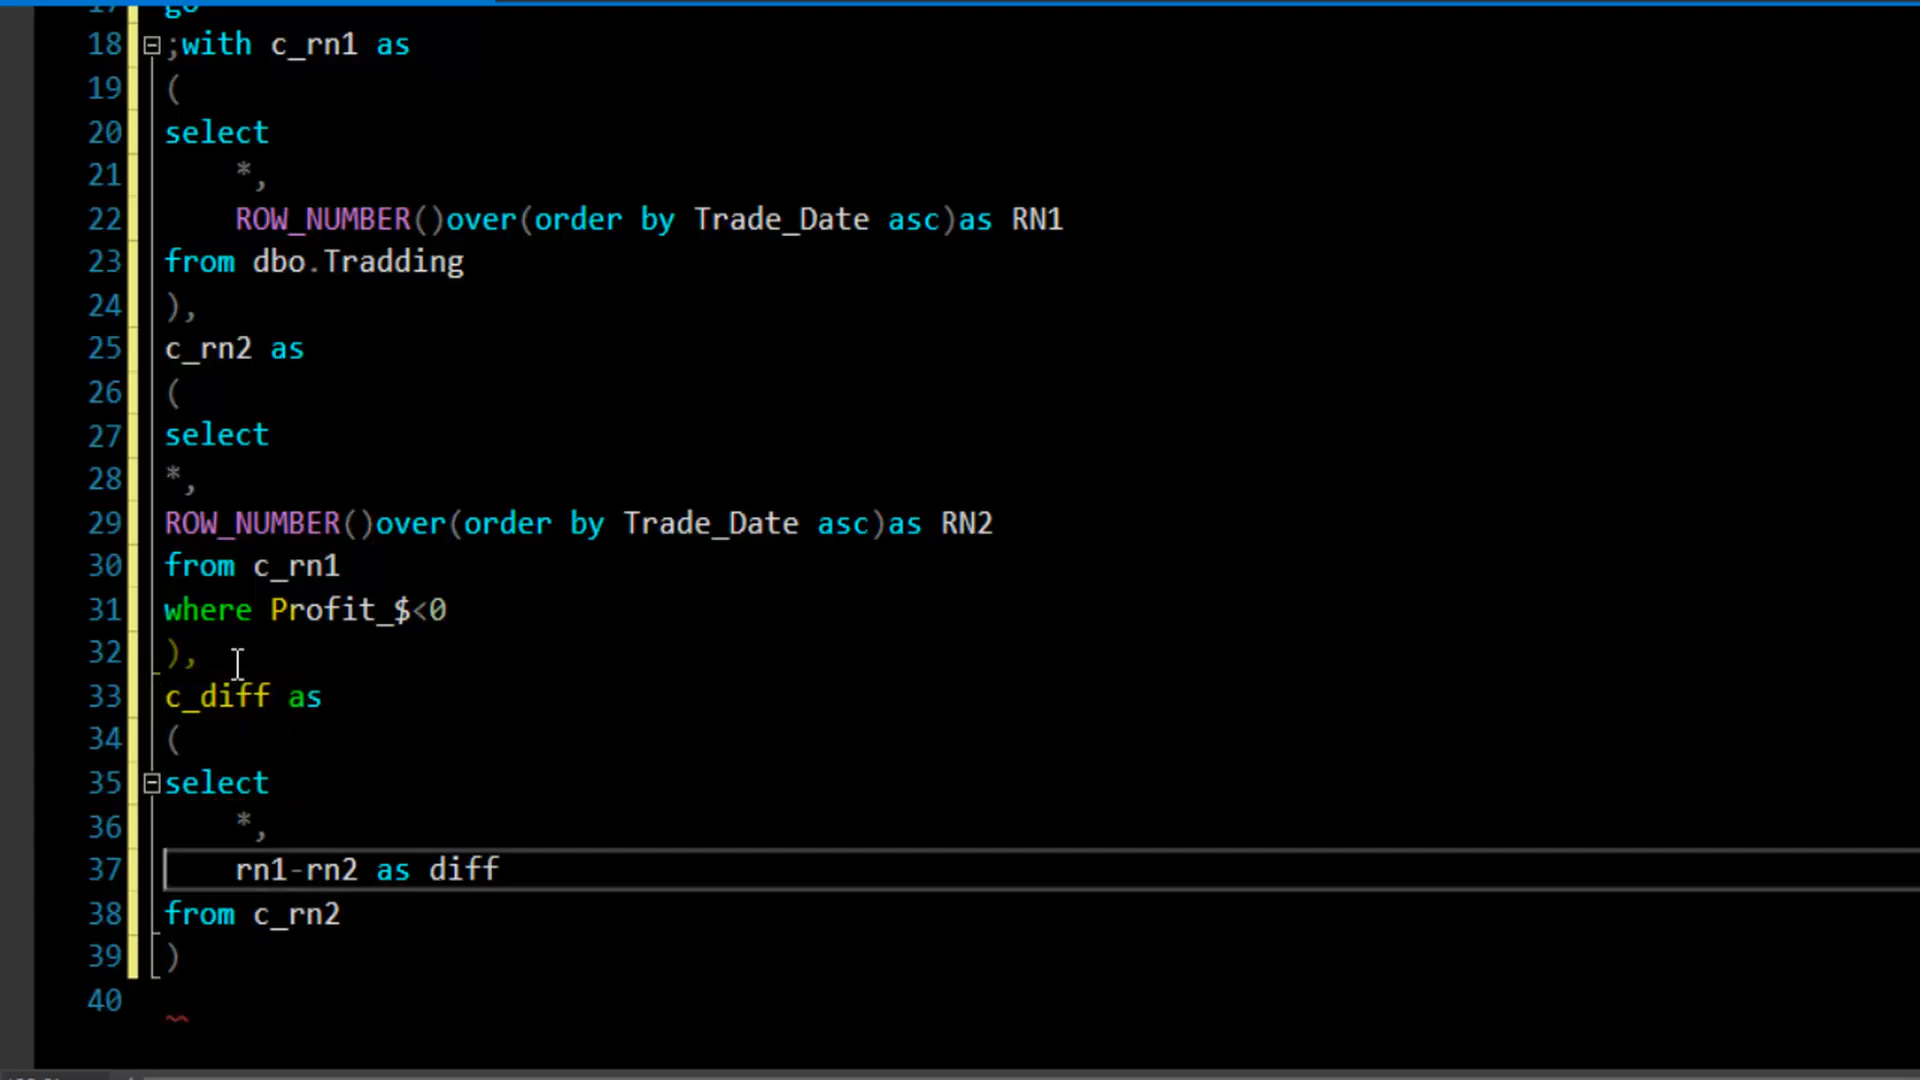 17 go
18 ;with c_rn1 as
19 (
20 select
21 *,
22 ROW_NUMBER()over(order by Trade_Date asc)as RN1
23 from dbo.Tradding
24 ),
25 c_rn2 as
26 (
27 select
28 *,
29 ROW_NUMBER()over(order by Trade_Date asc)as RN2
30 from c_rn1
31 where Profit_$<0
32 ),
33 c_diff as
34 (
35 select
36 *,
37 rn1-rn2 as diff
38 from c_rn2
39 )
40